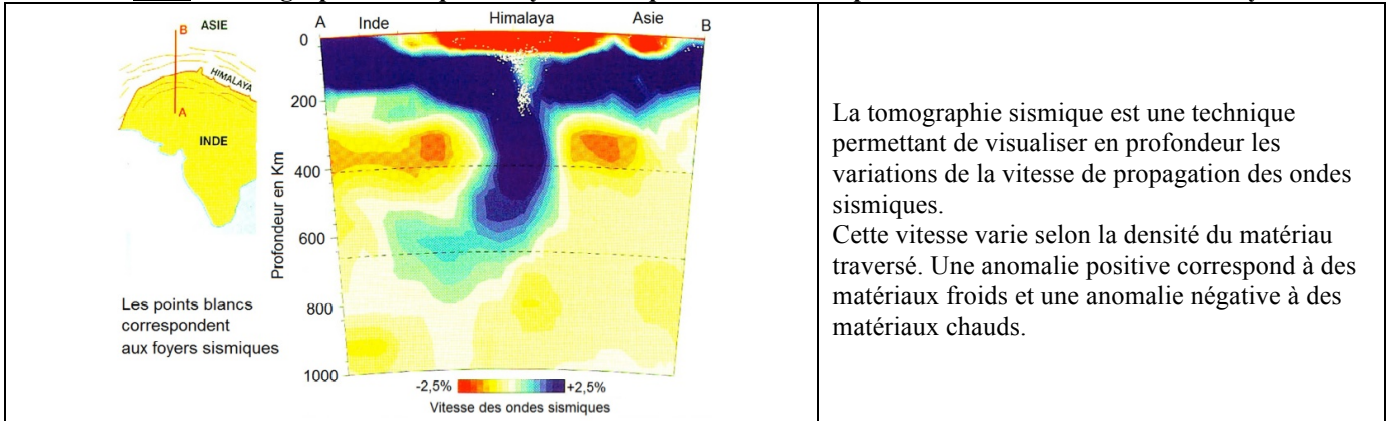 ASIE
B
HIMALAYA
A
INDE
Les points blancs
correspondent
aux foyers sismiques
A
Inde
Himalaya
Asie
B
Profondeur en Km
0
200
400
600
800
1000
-2,5%
+2,5%
Vitesse des ondes sismiques
La tomographie sismique est une technique
permettant de visualiser en profondeur les
variations de la vitesse de propagation des ondes
sismiques.
Cette vitesse varie selon la densité du matériau
traversé. Une anomalie positive correspond à des
matériaux froids et une anomalie négative à des
matériaux chauds.